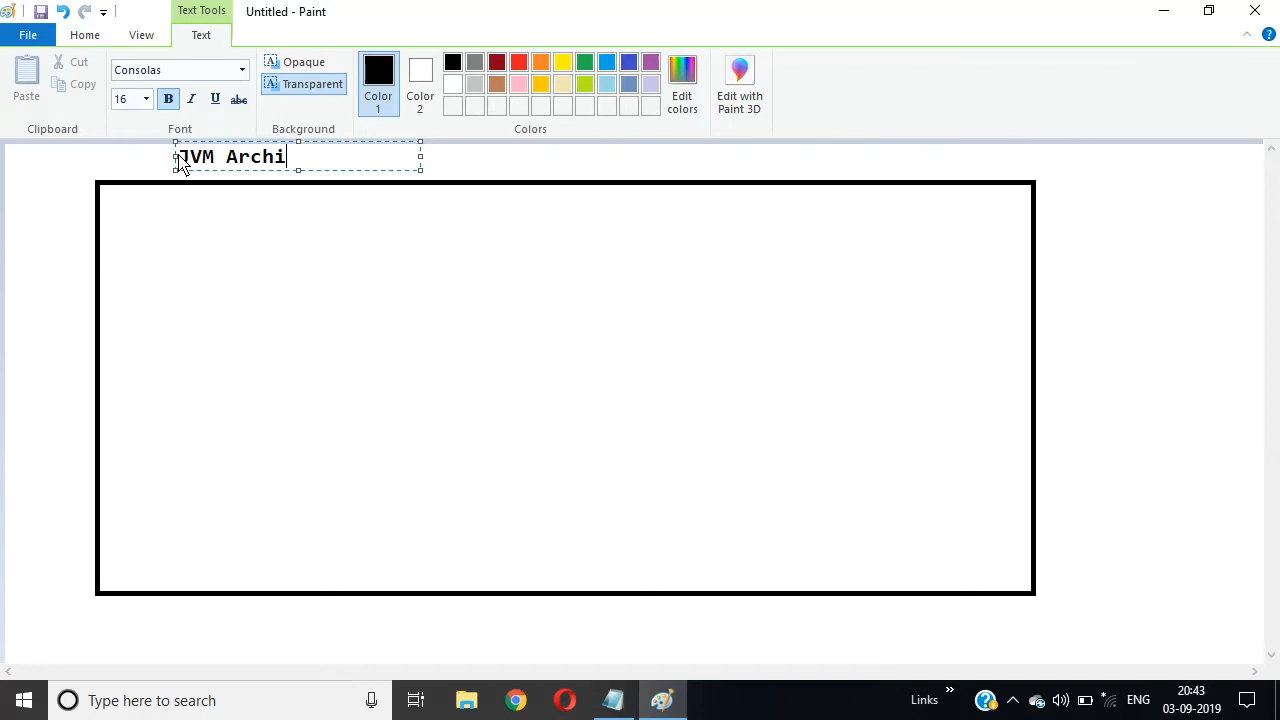 Text Tools
Untitled - Paint
File
Home
View
Text
Paste
Cut
Copy
Clipboard
Consolas
16
B
I
U
abc
Font
A Opaque
A Transparent
Background
Color 1
Color 2
Edit colors
Colors
Edit with Paint 3D
JVM Archi
Type here to search
Links
»
ENG
20:43
03-09-2019